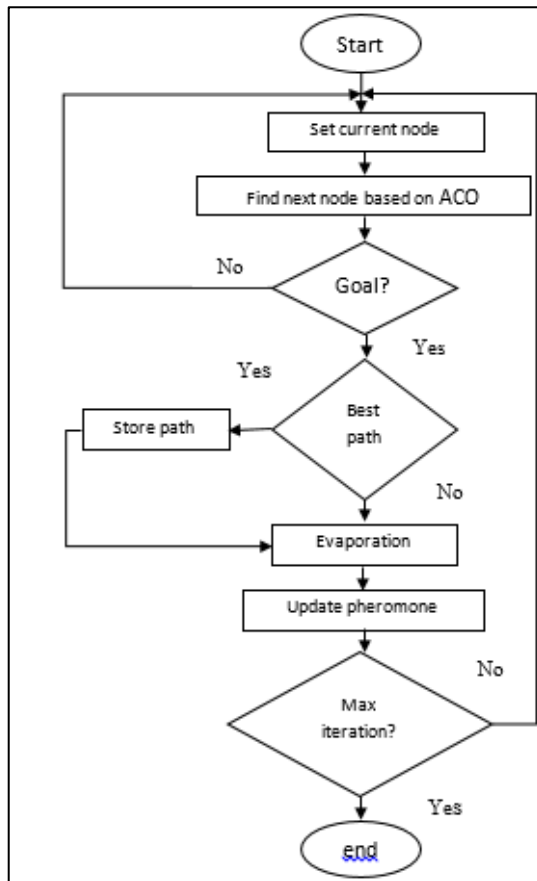 Start
Set current node
Find next node based on ACO
No
Goal?
Yes
Yes
Best
path
Store path
No
Evaporation
Update pheromone
No
Max
iteration?
Yes
end